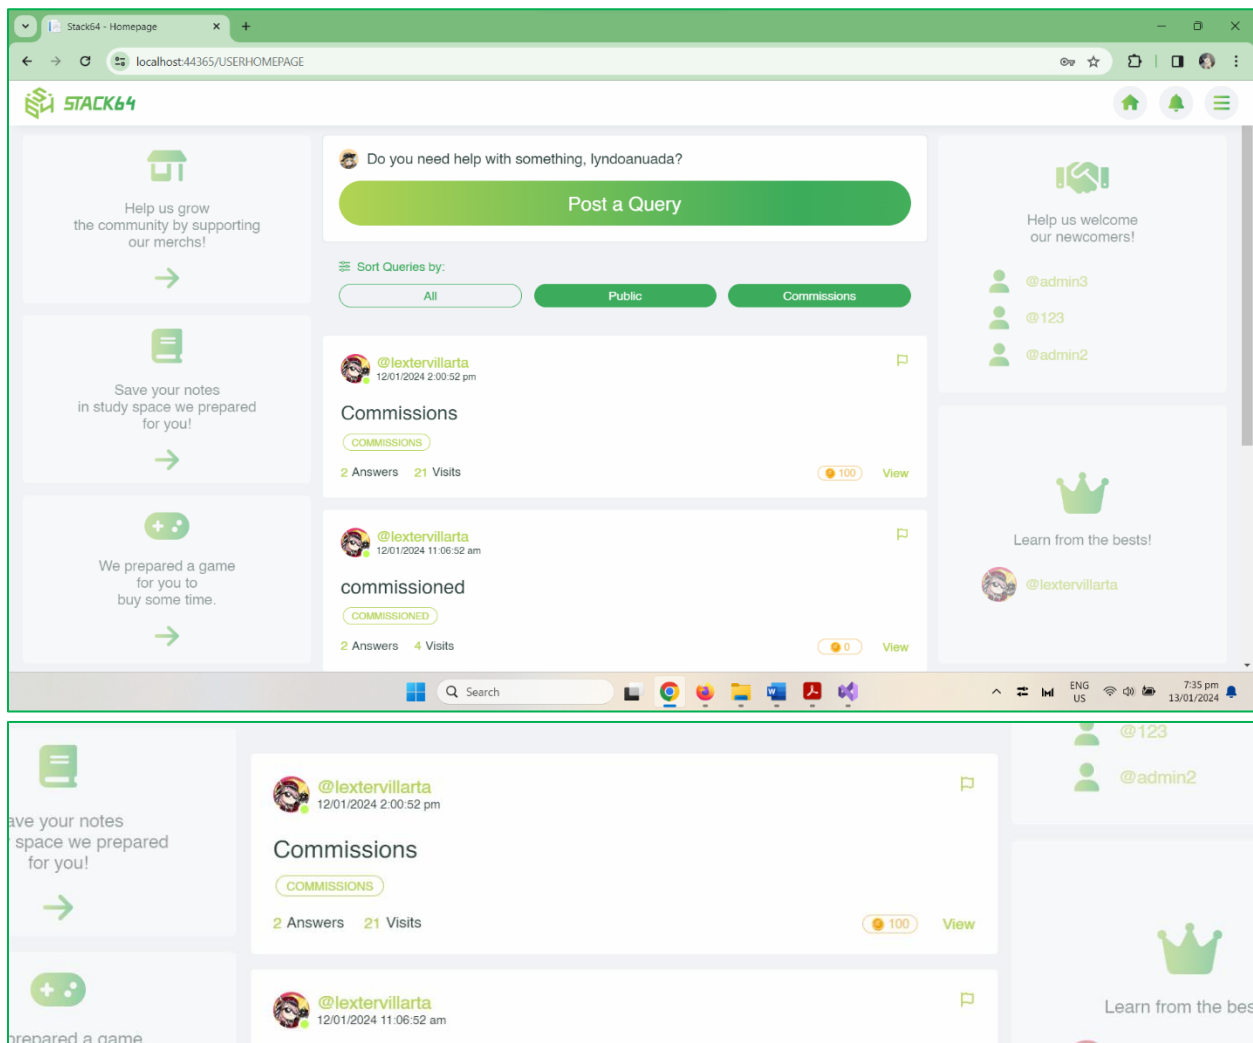 Stack64 - Homepage
localhost:44365/USERHOMEPAGE
STACK64
Help us grow
the community by supporting
our merchs!
Save your notes
in study space we prepared
for you!
We prepared a game
for you to
buy some time.
Do you need help with something, lyndoanuada?
Post a Query
Sort Queries by:
All
Public
Commissions
@lextervillarta
12/01/2024 2:00:52 pm
Commissions
COMMISSIONS
2 Answers 21 Visits
100
View
@lextervillarta
12/01/2024 11:06:52 am
commissioned
COMMISSIONED
2 Answers 4 Visits
0
View
Help us welcome
our newcomers!
@admin3
@123
@admin2
Learn from the bests!
@lextervillarta
Search
ENG
US
7:35 pm
13/01/2024
ave your notes
space we prepared
for you!
prepared a game
@lextervillarta
12/01/2024 2:00:52 pm
Commissions
COMMISSIONS
2 Answers 21 Visits
100
View
@lextervillarta
12/01/2024 11:06:52 am
@123
@admin2
Learn from the bes